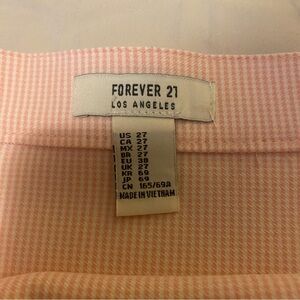 FOREVER 21
LOS ANGELES
US 27
CA 27
MX 27
BR 27
EU 38
UK 27
KR 69
JP 69
CN 165/69A
MADE IN VIETNAM